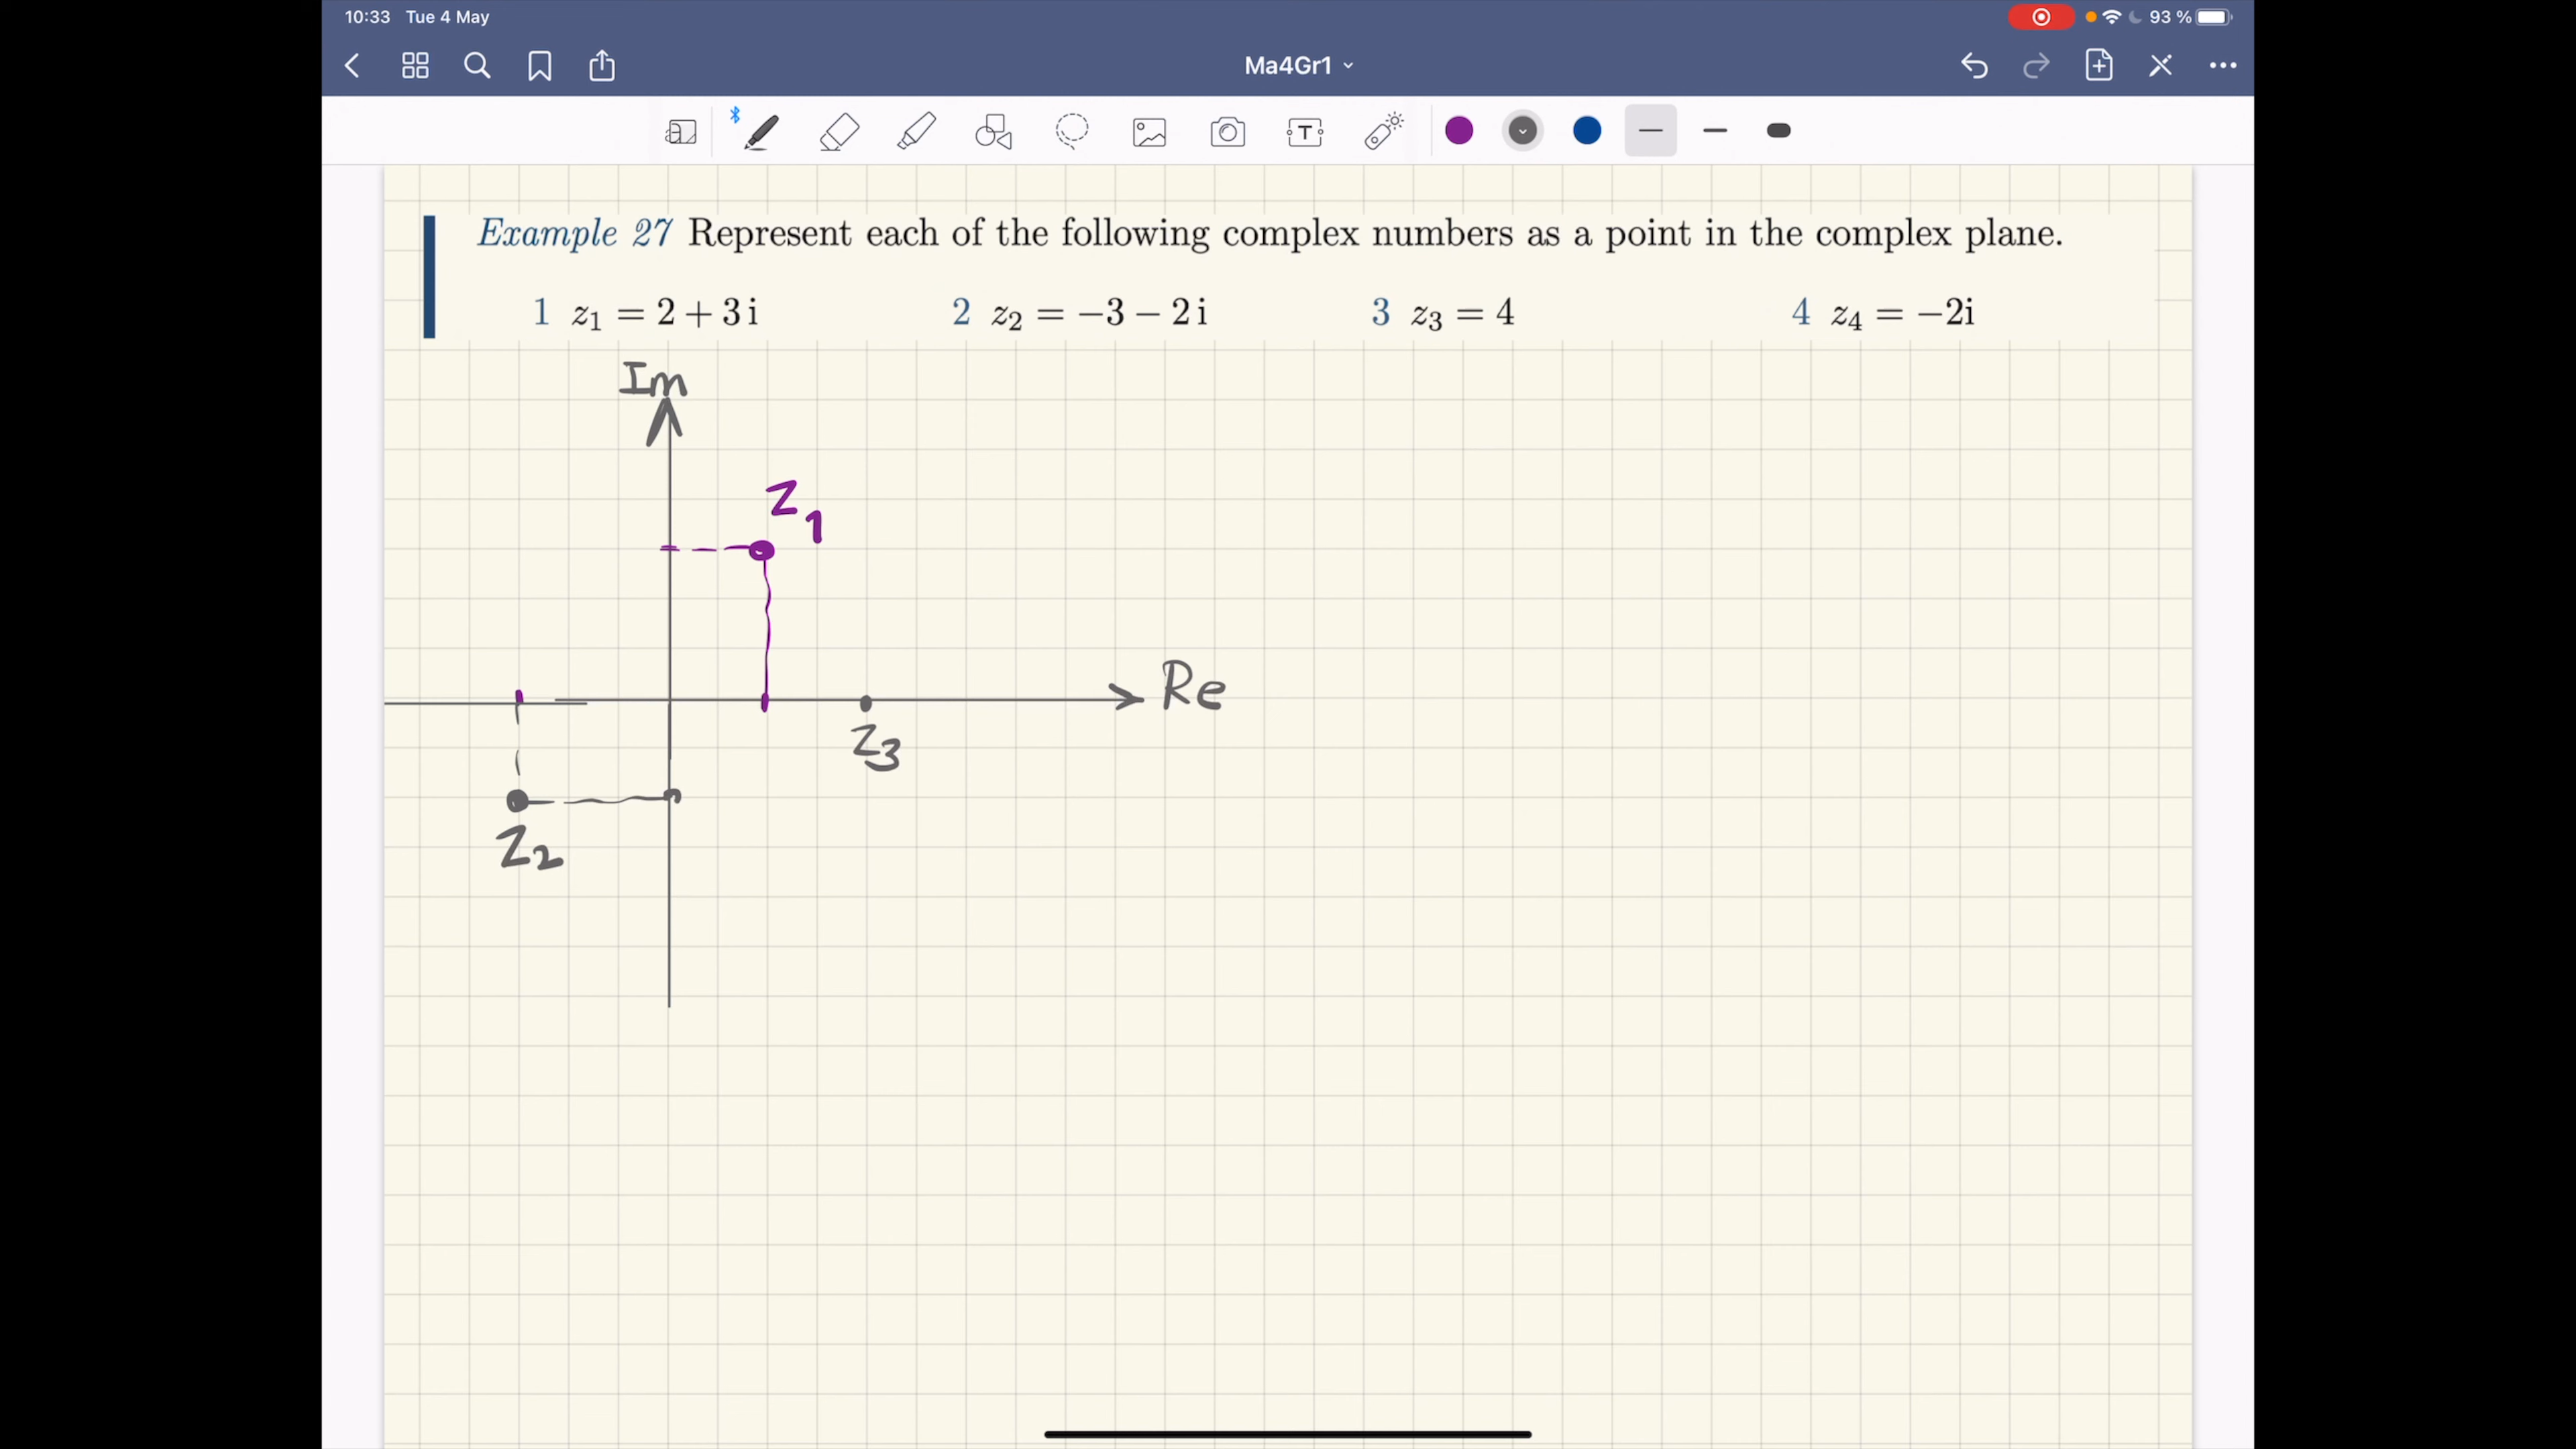 10:33 Tue 4 May 93 %
Ma4Gr1
Example 27 Represent each of the following complex numbers as a point in the complex plane.
1 z₁ = 2 + 3i 2 z₂ = −3 − 2i 3 z₃ = 4 4 z₄ = −2i
Im
Z₁
Re
Z₃
Z₂